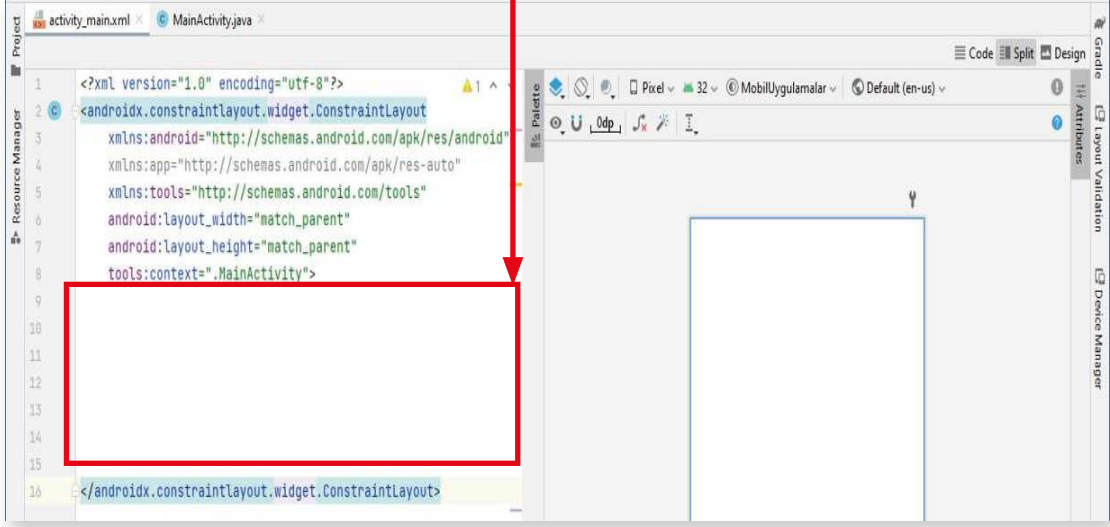 activity_main.xml
MainActivity.java
Project
Resource Manager
Code Split Design
Gradle
1 <?xml version="1.0" encoding="utf-8"?>
1
2 <androidx.constraintlayout.widget.ConstraintLayout
3 xmlns:android="http://schemas.android.com/apk/res/android"
4 xmlns:app="http://schemas.android.com/apk/res-auto"
5 xmlns:tools="http://schemas.android.com/tools"
6 android:layout_width="match_parent"
7 android:layout_height="match_parent"
8 tools:context=".MainActivity">
9
10
11
12
13
14
15
16 </androidx.constraintlayout.widget.ConstraintLayout>
Palette
Pixel 32 MobilUygulamalar Default (en-us)
0dp
Attributes
Layout Validation
Device Manager